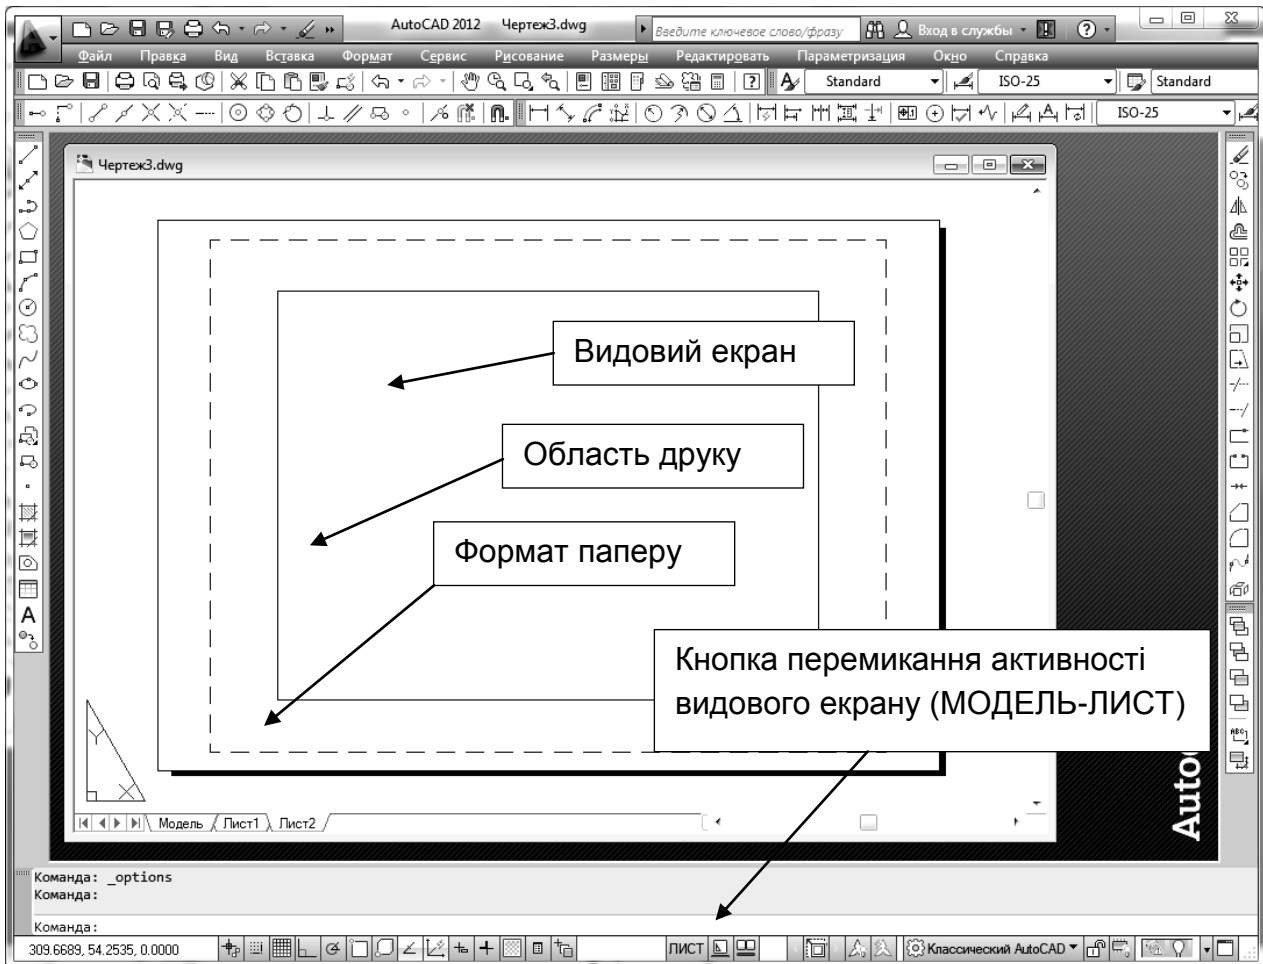 AutoCAD 2012 Чертеж3.dwg
Введите ключевое слово/фразу
Вход в службы
Файл Правка Вид Вставка Формат Сервис Рисование Размеры Редактировать Параметризация Окно Справка
Standard ISO-25 Standard
ISO-25
Чертеж3.dwg
Видовий екран
Область друку
Формат паперу
Кнопка перемикання активності
видового екрану (МОДЕЛЬ-ЛИСТ)
Y
X
A
Модель Лист1 Лист2
Команда: _options
Команда:
Команда:
309.6689, 54.2535, 0.0000
ЛИСТ
Классический AutoCAD